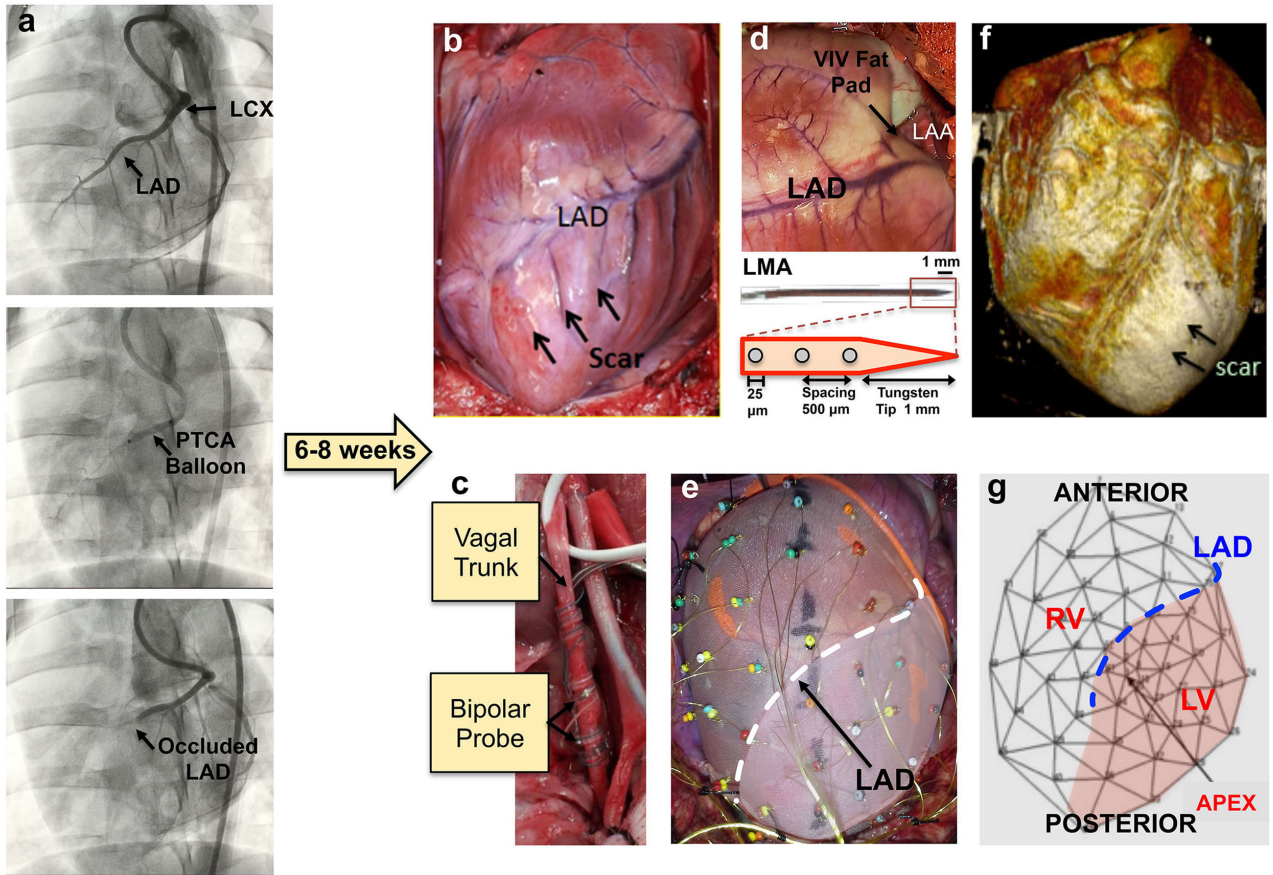 a
LCX
LAD
PTCA
Balloon
Occluded
LAD
6-8 weeks
b
LAD
Scar
c
Vagal
Trunk
Bipolar
Probe
d
VIV Fat
Pad
LAA
LAD
LMA
1 mm
25
µm
Spacing
500 µm
Tungsten
Tip 1 mm
e
LAD
f
scar
g
ANTERIOR
LAD
RV
LV
APEX
POSTERIOR